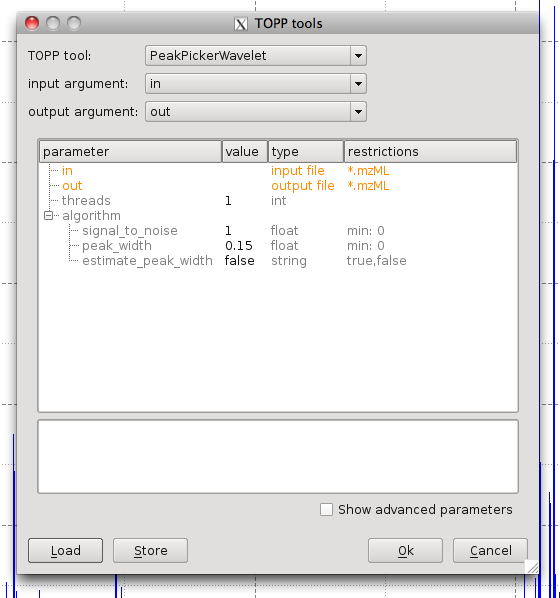 TOPP tools
TOPP tool: PeakPickerWavelet
input argument: in
output argument: out
parameter value type restrictions
in input file *.mzML
out output file *.mzML
threads 1 int
algorithm
signal_to_noise 1 float min: 0
peak_width 0.15 float min: 0
estimate_peak_width false string true,false
Show advanced parameters
Load Store Ok Cancel